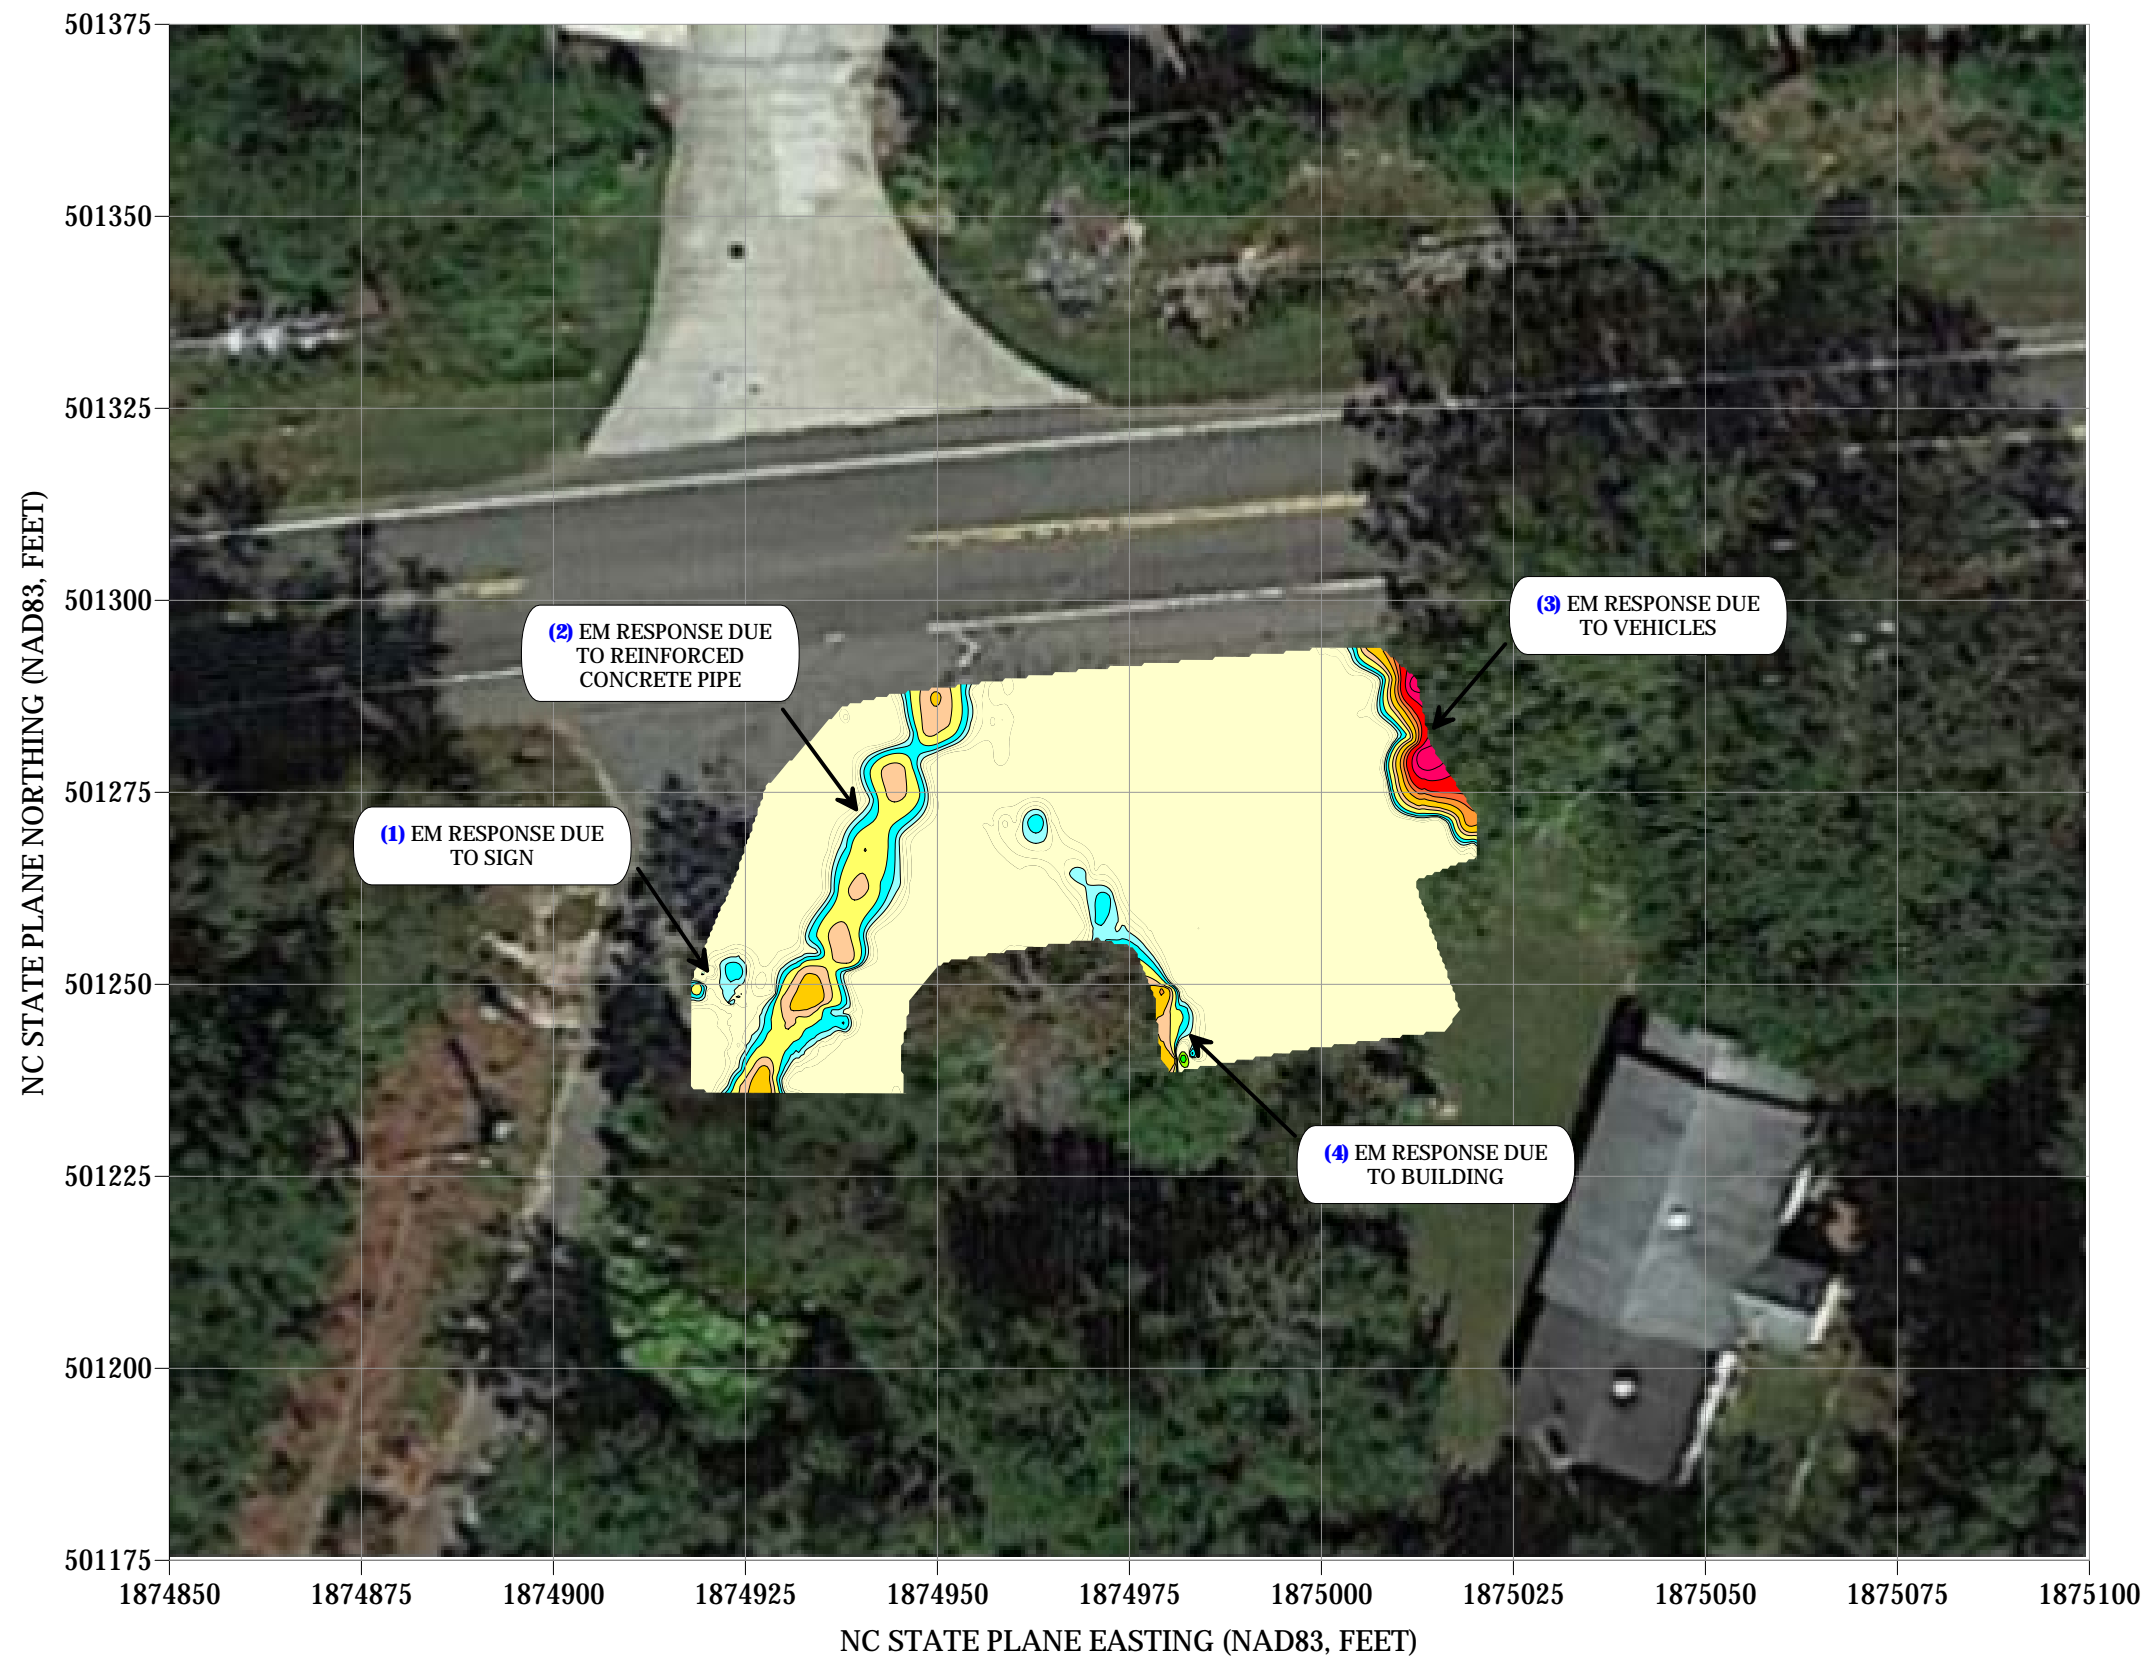 501375
501350
501325
501300
501275
501250
501225
501200
501175
NC STATE PLANE NORTHING (NAD83, FEET)
(2) EM RESPONSE DUE
TO REINFORCED
CONCRETE PIPE
(3) EM RESPONSE DUE
TO VEHICLES
(1) EM RESPONSE DUE
TO SIGN
(4) EM RESPONSE DUE
TO BUILDING
1874850
1874875
1874900
1874925
1874950
1874975
1875000
1875025
1875050
1875075
1875100
NC STATE PLANE EASTING (NAD83, FEET)